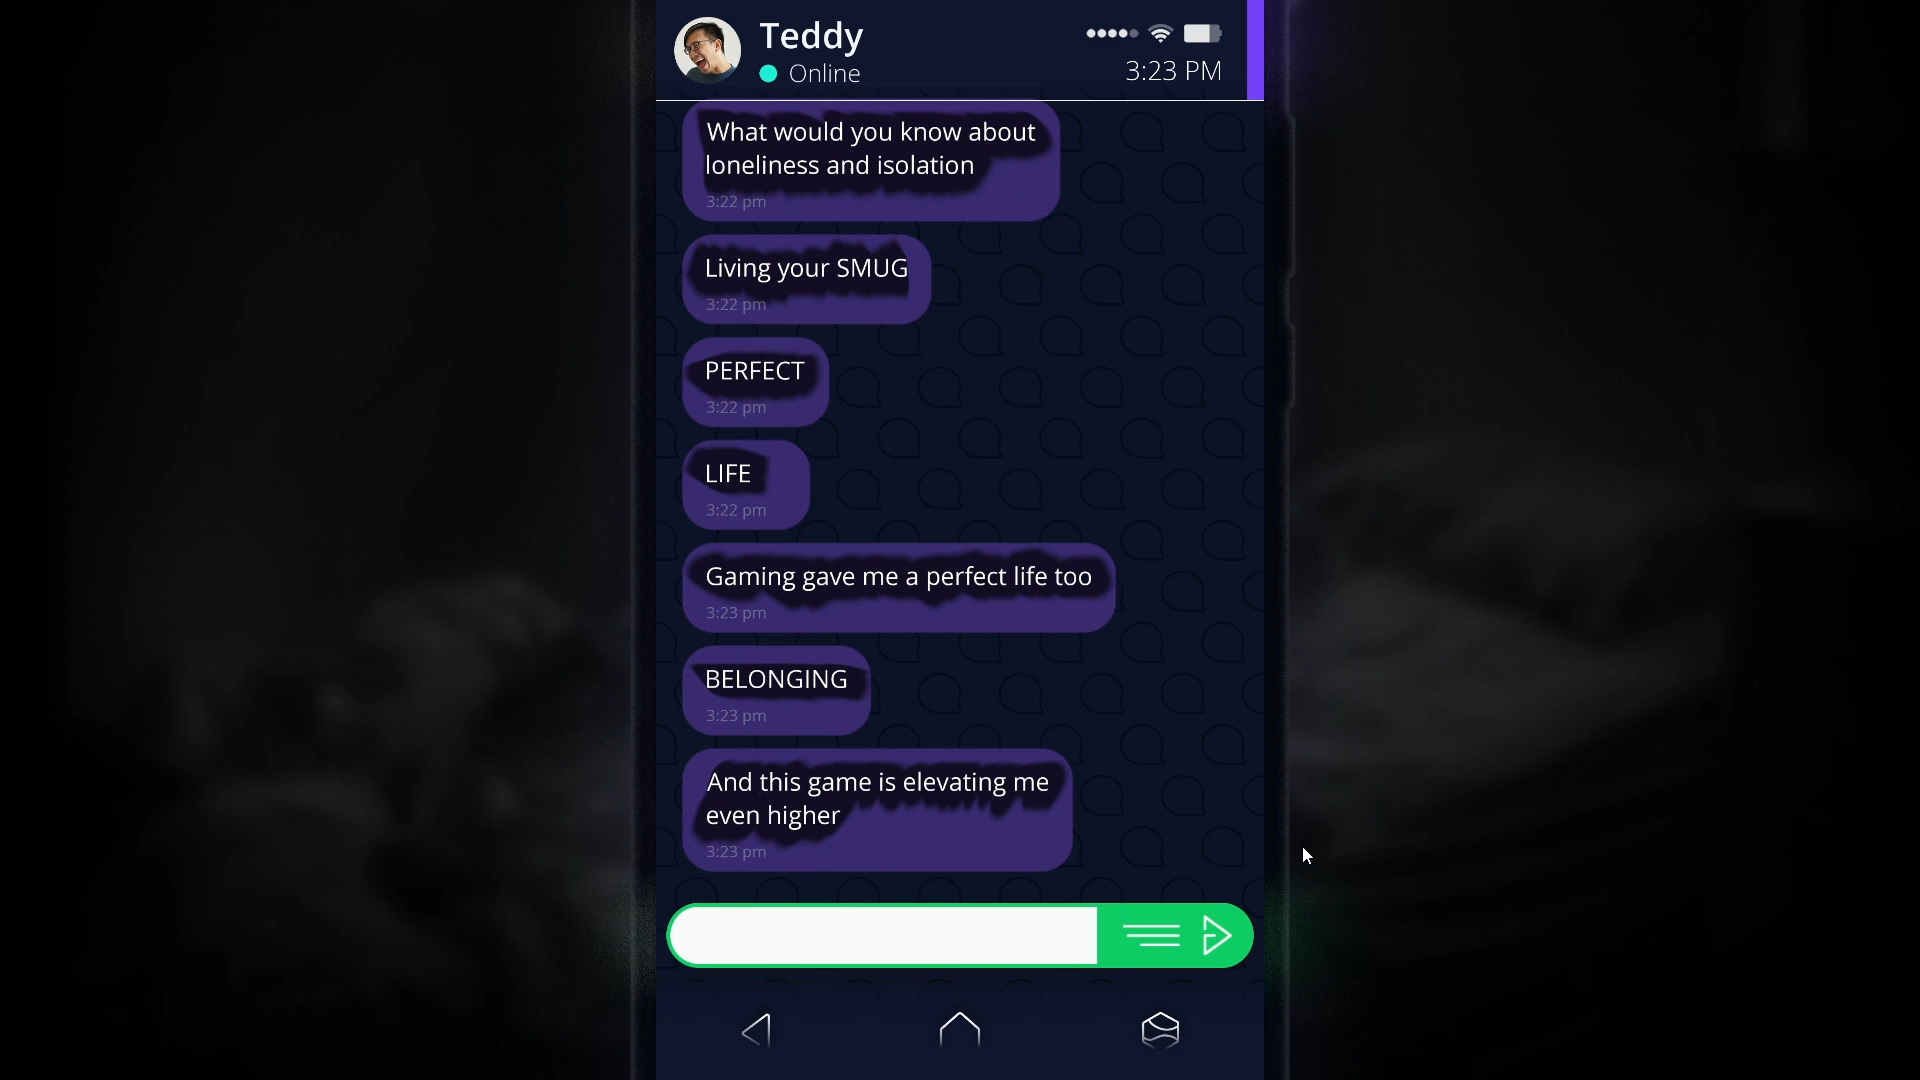 Teddy
Online
3:23 PM
What would you know about
loneliness and isolation
3:22 pm
Living your SMUG
3:22 pm
PERFECT
3:22 pm
LIFE
3:22 pm
Gaming gave me a perfect life too
3:23 pm
BELONGING
3:23 pm
And this game is elevating me
even higher
3:23 pm